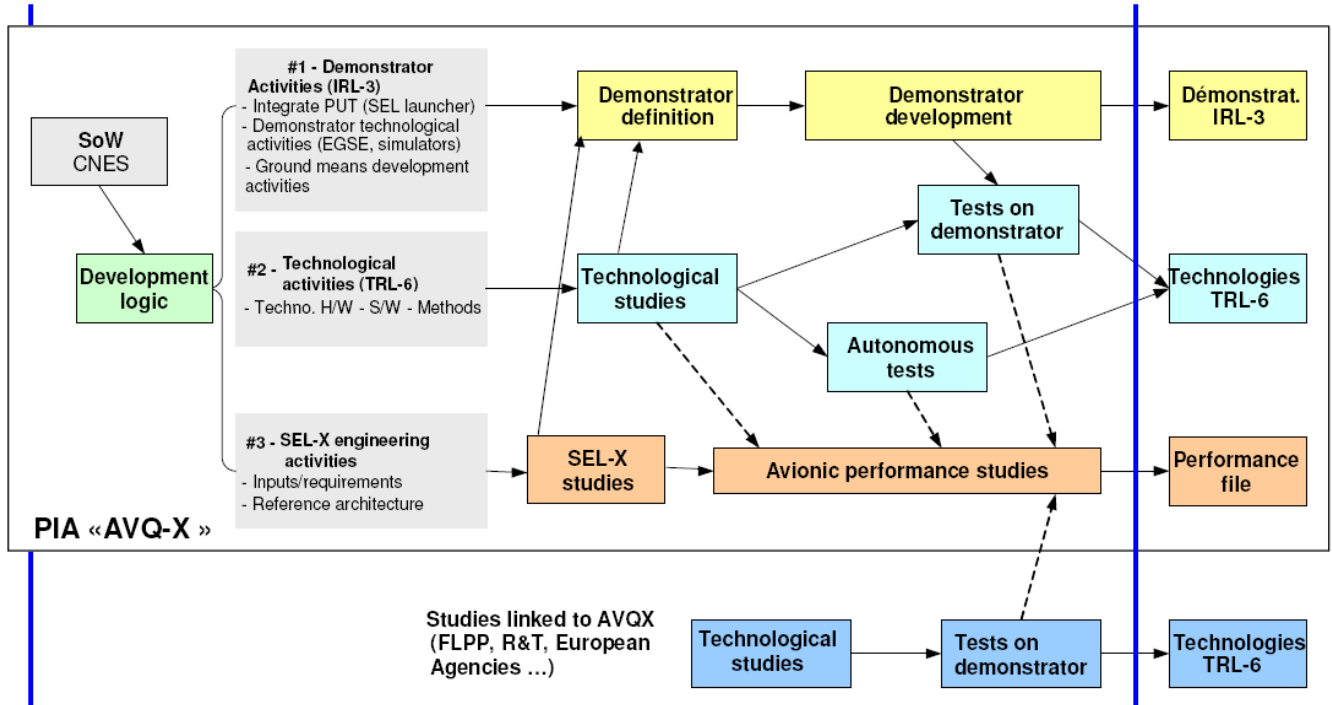 #1 - Demonstrator
Activities (IRL-3)
- Integrate PUT (SEL launcher)
- Demonstrator technological
activities (EGSE, simulators)
- Ground means development
activities
Demonstrator
definition
Demonstrator
development
Démonstrat.
IRL-3
SoW
CNES
Development
logic
#2 - Technological
activities (TRL-6)
- Techno. H/W - S/W - Methods
Technological
studies
Tests on
demonstrator
Autonomous
tests
Technologies
TRL-6
#3 - SEL-X engineering
activities
- Inputs/requirements
- Reference architecture
SEL-X
studies
Avionic performance studies
Performance
file
PIA «AVQ-X »
Studies linked to AVQX
(FLPP, R&T, European
Agencies ...)
Technological
studies
Tests on
demonstrator
Technologies
TRL-6